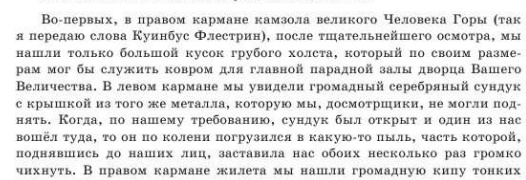 Во-первых, в правом кармане камзола великого Человека Горы (так
я передаю слова Куинбус Флестрин), после тщательнейшего осмотра, мы
нашли только большой кусок грубого холста, который по своим разме-
рам мог бы служить ковром для главной парадной залы дворца Вашего
Величества. В левом кармане мы увидели громадный серебряный сундук
с крышкой из того же металла, которую мы, досмотрщики, не могли под-
нять. Когда, по нашему требованию, сундук был открыт и один из нас
вошёл туда, то он по колени погрузился в какую-то пыль, часть которой,
поднявшись до наших лиц, заставила нас обоих несколько раз громко
чихнуть. В правом кармане жилета мы нашли громадную кипу тонких